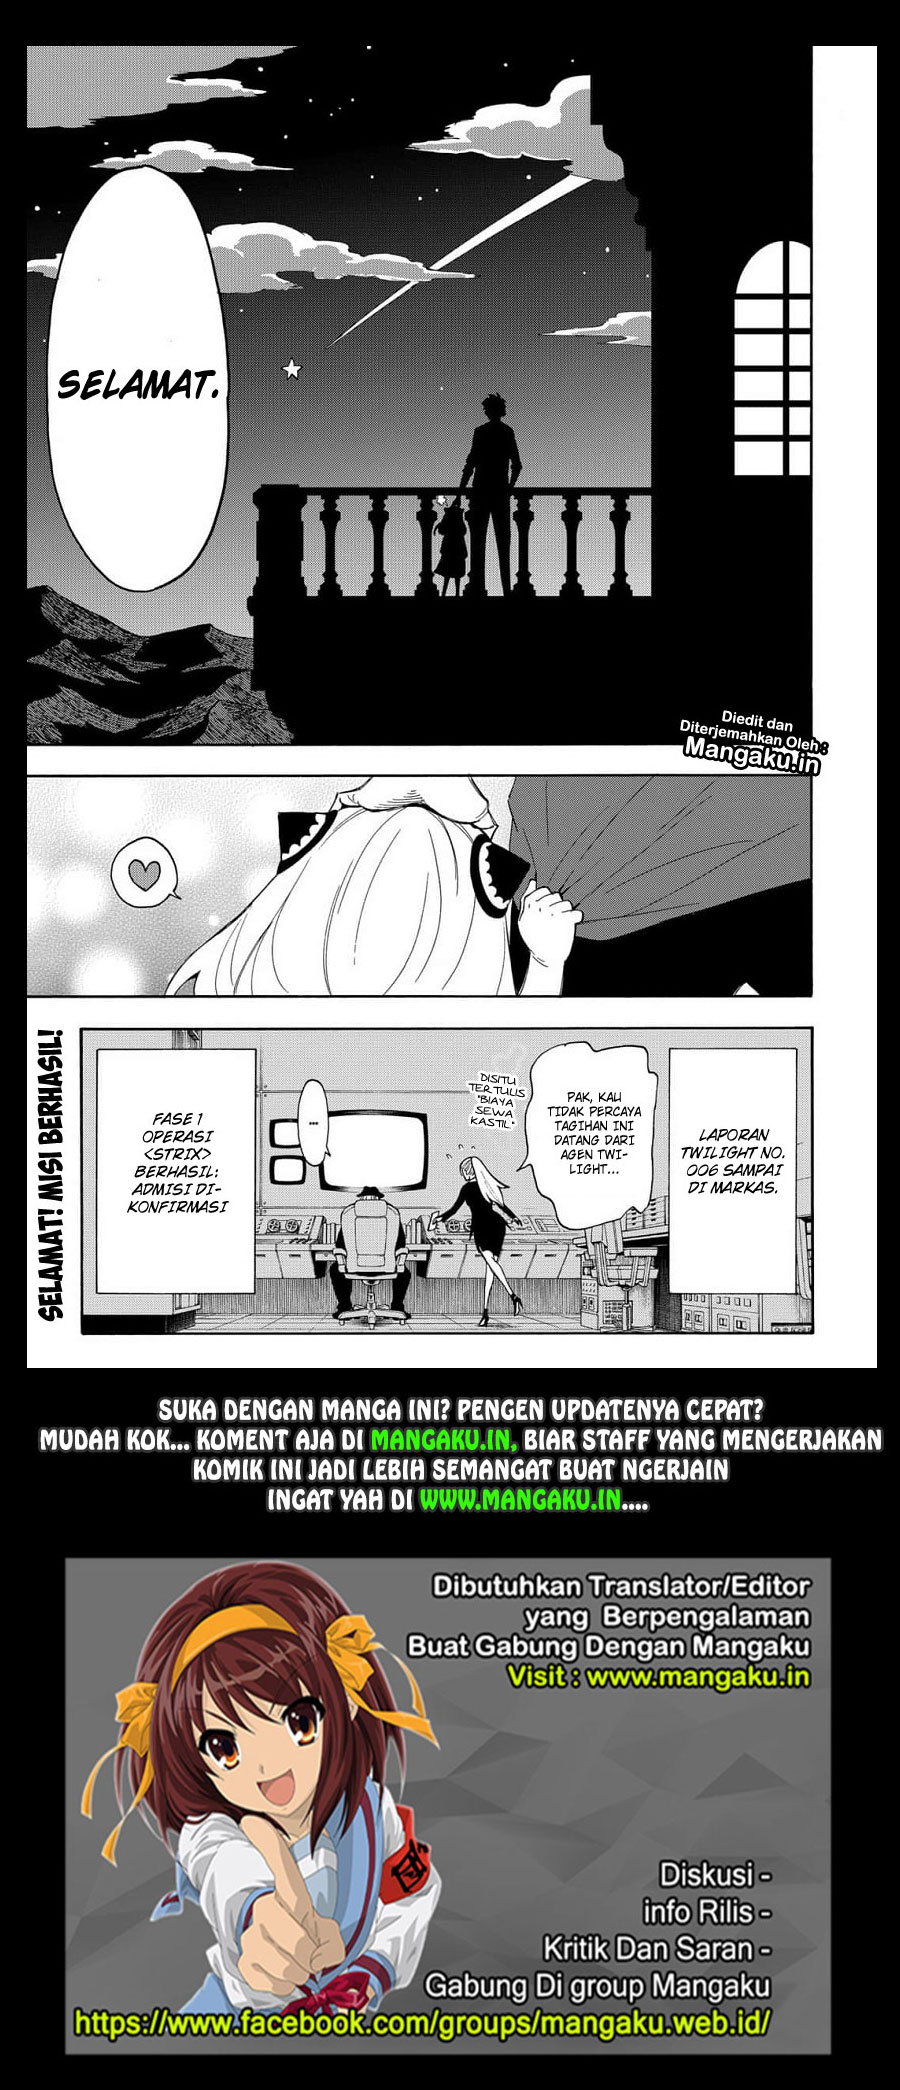 SELAMAT.
Diedit dan
Diterjemahkan Oleh :
Mangaku.in
LAPORAN
TWILIGHT NO.
006 SAMPAI
DI MARKAS.
PAK, KAU
TIDAK PERCAYA
TAGIHAN INI
DATANG DARI
AGEN TWI-
LIGHT...
DISITU
TERTULIS
"BIAYA
SEWA
KASTIL"
...
FASE 1
OPERASI
<STRIX>
BERHASIL:
ADMISI DI-
KONFIRMASI
SELAMAT! MISI BERHASIL!
SUKA DENGAN MANGA INI? PENGEN UPDATENYA CEPAT?
MUDAH KOK... KOMENT AJA DI MANGAKU.IN, BIAR STAFF YANG MENGERJAKAN
KOMIK INI JADI LEBIH SEMANGAT BUAT NGERJAIN
INGAT YAH DI WWW.MANGAKU.IN....
Dibutuhkan Translator/Editor
yang Berpengalaman
Buat Gabung Dengan Mangaku
Visit : www.mangaku.in
Diskusi -
info Rilis -
Kritik Dan Saran -
Gabung Di group Mangaku
https://www.facebook.com/groups/mangaku.web.id/